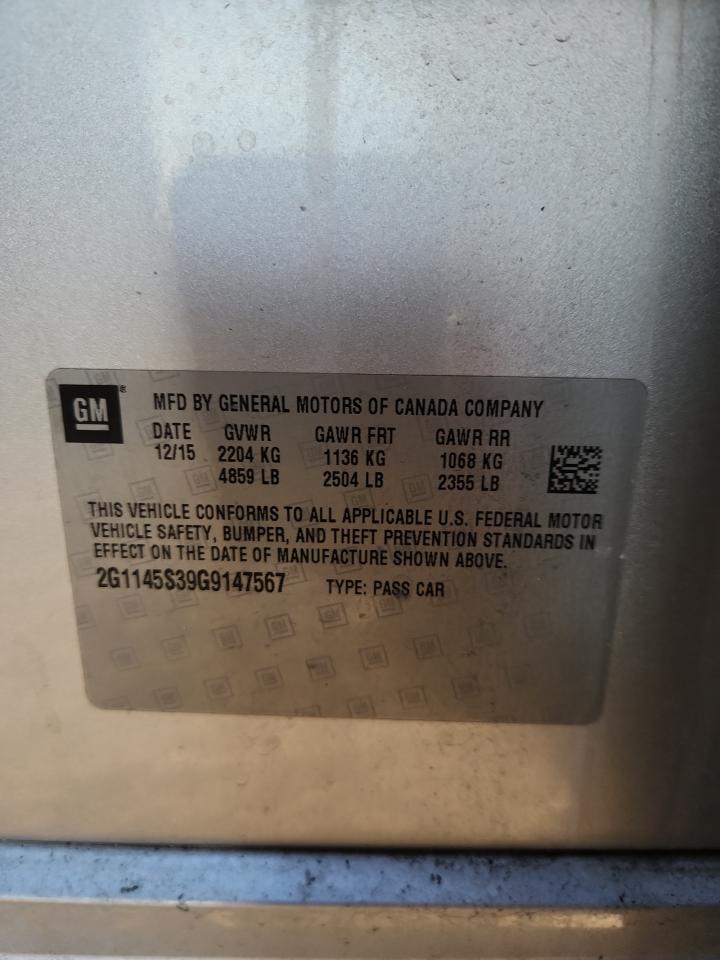 GM®
MFD BY GENERAL MOTORS OF CANADA COMPANY
DATE GVWR GAWR FRT GAWR RR
12/15 2204 KG 1136 KG 1068 KG
4859 LB 2504 LB 2355 LB
THIS VEHICLE CONFORMS TO ALL APPLICABLE U.S. FEDERAL MOTOR
VEHICLE SAFETY, BUMPER, AND THEFT PREVENTION STANDARDS IN
EFFECT ON THE DATE OF MANUFACTURE SHOWN ABOVE.
2G1145S39G9147567 TYPE: PASS CAR